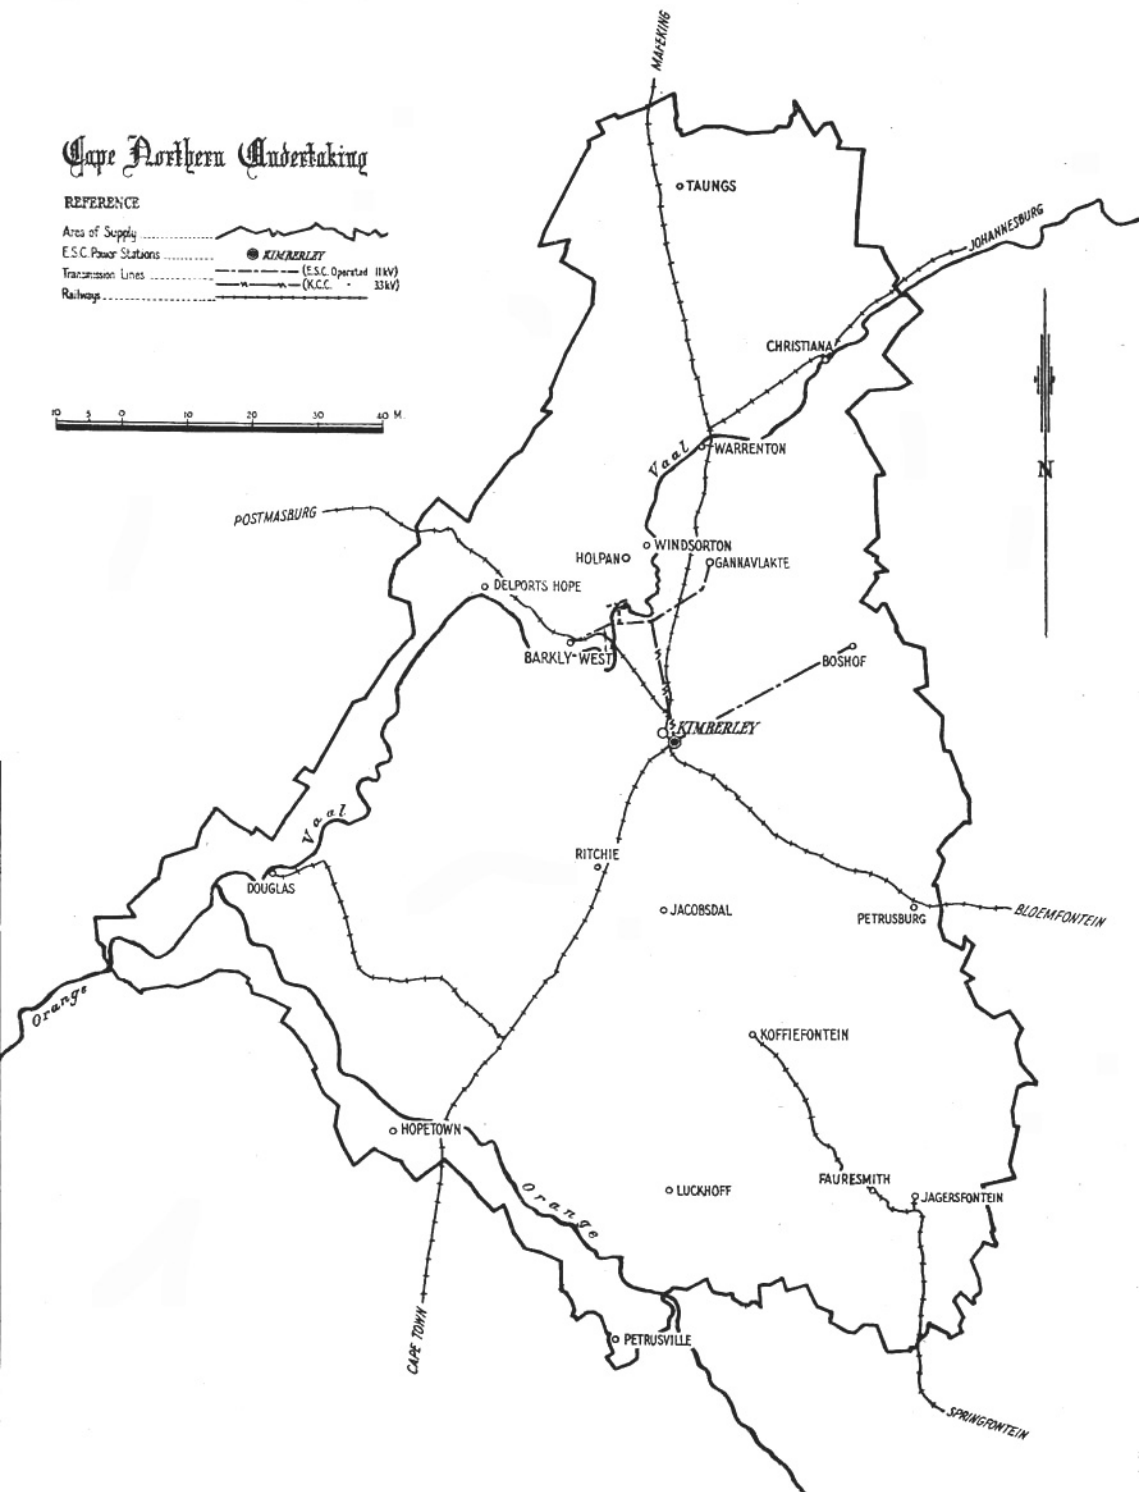 MAFEKING
Cape Northern Undertaking
REFERENCE
Area of Supply
E.S.C. Power Stations KIMBERLEY
Transmission Lines (E.S.C. Operated 11kV)
(K.C.C. " 33kV)
Railways
TAUNGS
JOHANNESBURG
CHRISTIANA
10 5 0 10 20 30 40 M.
Vaal
WARRENTON
N
POSTMASBURG
WINDSORTON
HOLPAN
GANNAVLAKTE
DELPORTS HOPE
BARKLY-WEST
BOSHOF
KIMBERLEY
Vaal
RITCHIE
DOUGLAS
JACOBSDAL
PETRUSBURG
BLOEMFONTEIN
Orange
KOFFIEFONTEIN
HOPETOWN
FAURESMITH
LUCKHOFF
JAGERSFONTEIN
Orange
CAPE TOWN
PETRUSVILLE
SPRINGFONTEIN